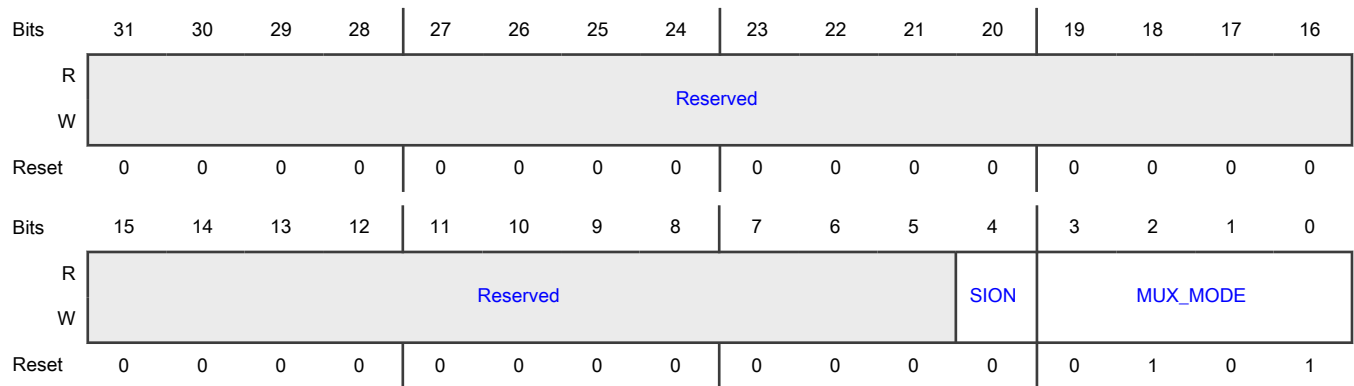 Bits 31 30 29 28 27 26 25 24 23 22 21 20 19 18 17 16
R
Reserved
W
Reset 0 0 0 0 0 0 0 0 0 0 0 0 0 0 0 0
Bits 15 14 13 12 11 10 9 8 7 6 5 4 3 2 1 0
R
Reserved SION MUX_MODE
W
Reset 0 0 0 0 0 0 0 0 0 0 0 0 0 1 0 1